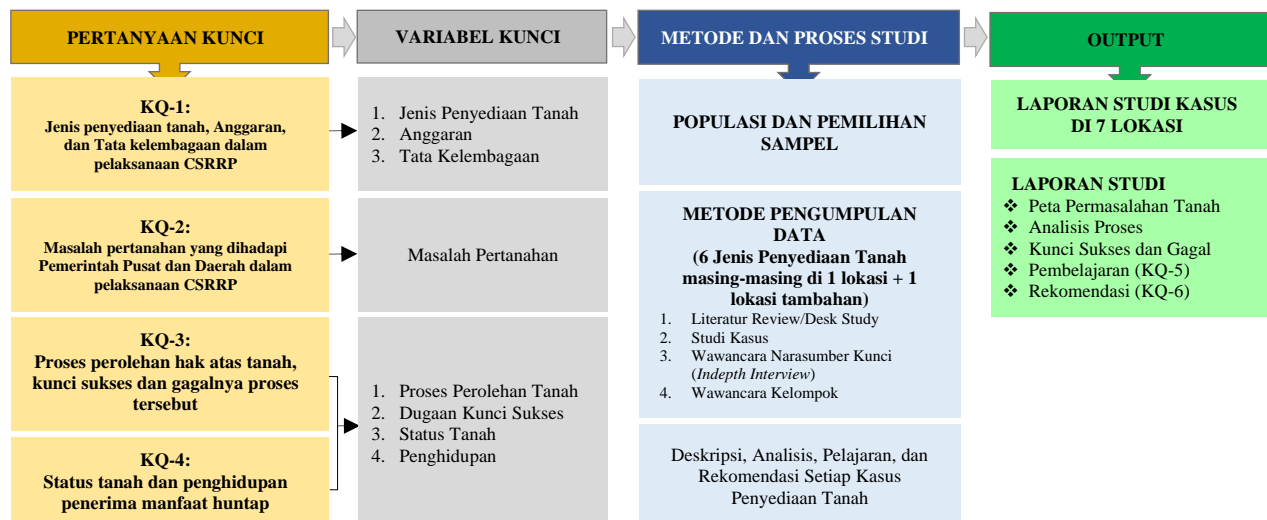 PERTANYAAN KUNCI
KQ-1:
Jenis penyediaan tanah, Anggaran,
dan Tata kelembagaan dalam
pelaksanaan CSRRP
KQ-2:
Masalah pertanahan yang dihadapi
Pemerintah Pusat dan Daerah dalam
pelaksanaan CSRRP
KQ-3:
Proses perolehan hak atas tanah,
kunci sukses dan gagalnya proses
tersebut
KQ-4:
Status tanah dan penghidupan
penerima manfaat huntap
VARIABEL KUNCI
1. Jenis Penyediaan Tanah
2. Anggaran
3. Tata Kelembagaan
Masalah Pertanahan
1. Proses Perolehan Tanah
2. Dugaan Kunci Sukses
3. Status Tanah
4. Penghidupan
METODE DAN PROSES STUDI
POPULASI DAN PEMILIHAN
SAMPEL
METODE PENGUMPULAN
DATA
(6 Jenis Penyediaan Tanah
masing-masing di 1 lokasi + 1
lokasi tambahan)
1. Literatur Review/Desk Study
2. Studi Kasus
3. Wawancara Narasumber Kunci
(Indepth Interview)
4. Wawancara Kelompok
Deskripsi, Analisis, Pelajaran, dan
Rekomendasi Setiap Kasus
Penyediaan Tanah
OUTPUT
LAPORAN STUDI KASUS
DI 7 LOKASI
LAPORAN STUDI
❖ Peta Permasalahan Tanah
❖ Analisis Proses
❖ Kunci Sukses dan Gagal
❖ Pembelajaran (KQ-5)
❖ Rekomendasi (KQ-6)